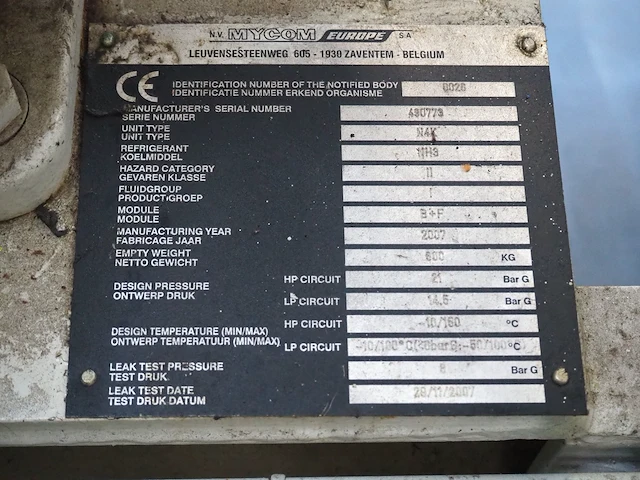 N.V. MYCOM EUROPE S.A
LEUVENSESTEENWEG 605 - 1930 ZAVENTEM - BELGIUM
CE
IDENTIFICATION NUMBER OF THE NOTIFIED BODY
IDENTIFICATIE NUMMER ERKEND ORGANISME
0026
MANUFACTURER'S SERIAL NUMBER
SERIE NUMMER
430773
UNIT TYPE
UNIT TYPE
N4K
REFRIGERANT
KOELMIDDEL
NH3
HAZARD CATEGORY
GEVAREN KLASSE
II
FLUIDGROUP
PRODUCTGROEP
I
MODULE
MODULE
B+F
MANUFACTURING YEAR
FABRICAGE JAAR
2007
EMPTY WEIGHT
NETTO GEWICHT
KG
DESIGN PRESSURE
ONTWERP DRUK
HP CIRCUIT 21 Bar G
LP CIRCUIT 14.5 Bar G
DESIGN TEMPERATURE (MIN/MAX)
ONTWERP TEMPERATUUR (MIN/MAX)
HP CIRCUIT -10/150 °C
LP CIRCUIT °C
LEAK TEST PRESSURE
TEST DRUK
8 Bar G
LEAK TEST DATE
TEST DRUK DATUM
26/11/2007